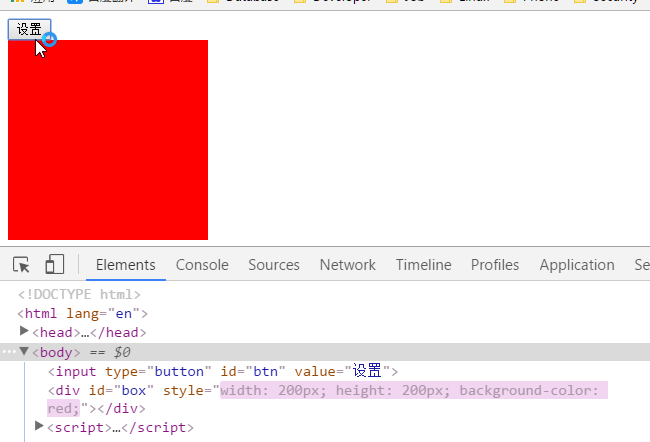 设置
Elements Console Sources Network Timeline Profiles Application Se
<!DOCTYPE html>
<html lang="en">
<head>…</head>
<body> == $0
<input type="button" id="btn" value="设置">
<div id="box" style="width: 200px; height: 200px; background-color:
red;"></div>
<script>…</script>